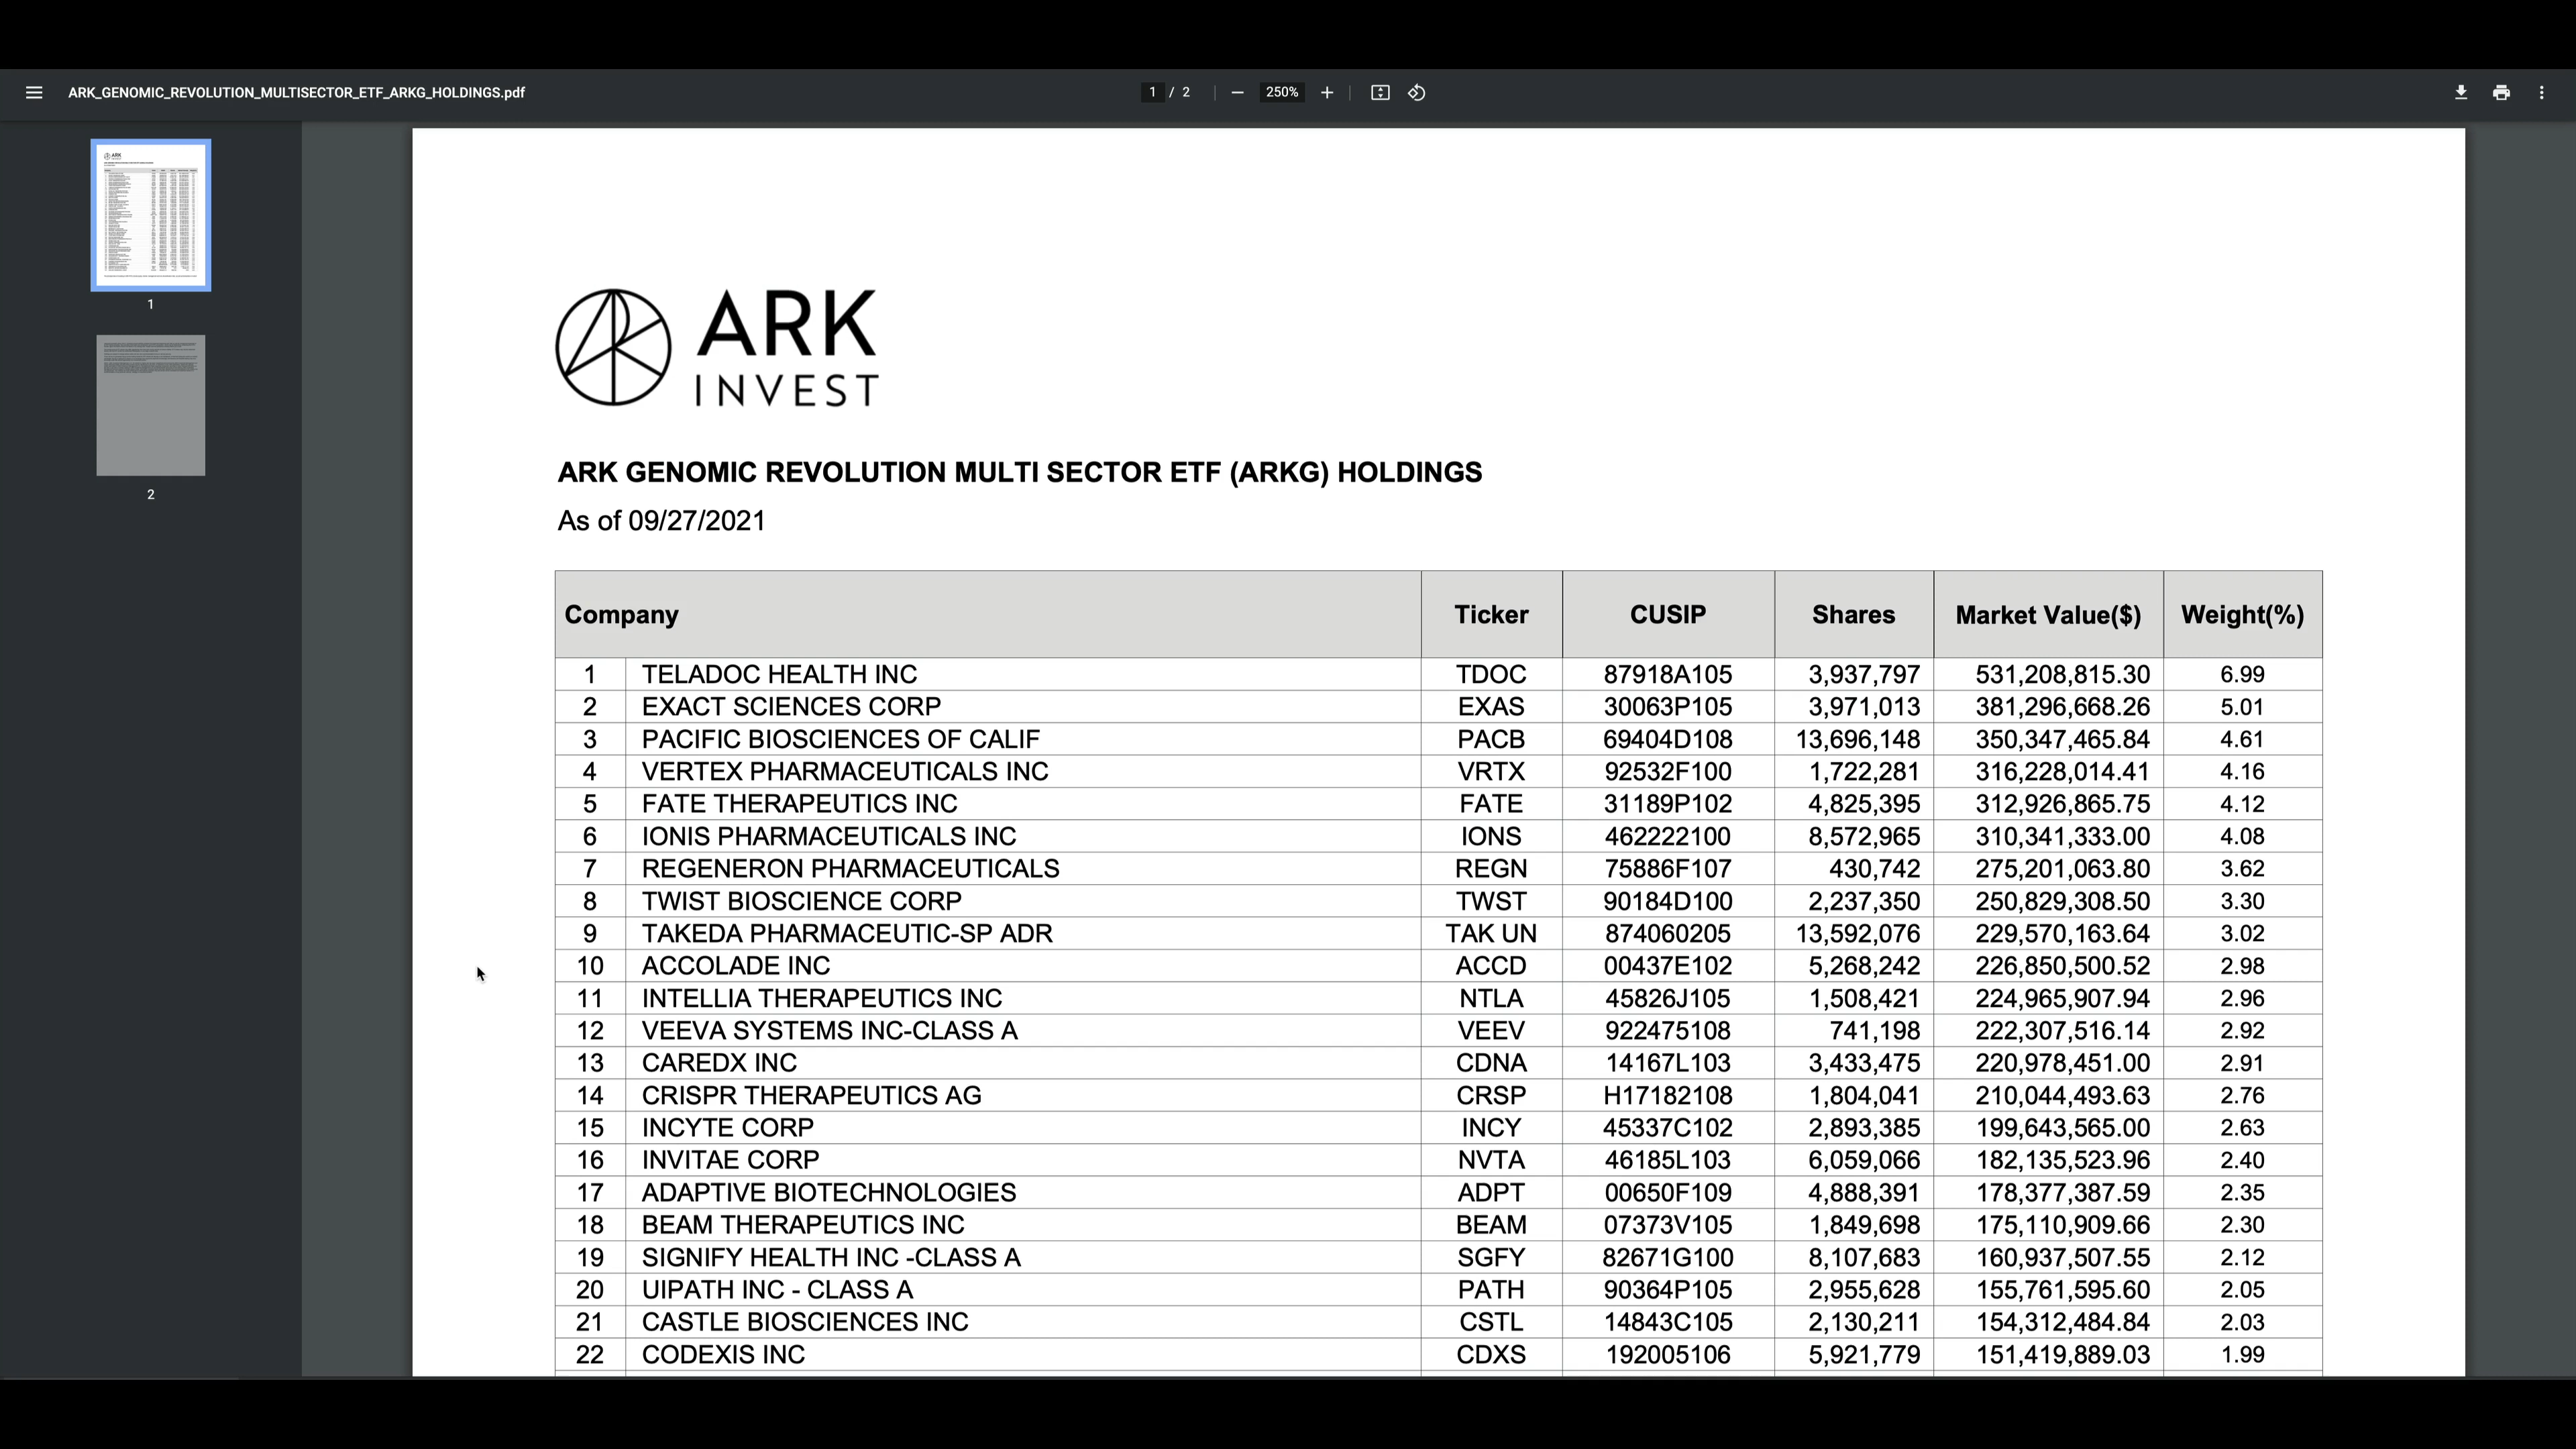 ARK_GENOMIC_REVOLUTION_MULTISECTOR_ETF_ARKG_HOLDINGS.pdf 1 / 2 250%
1
2
ARK
INVEST
ARK GENOMIC REVOLUTION MULTI SECTOR ETF (ARKG) HOLDINGS
As of 09/27/2021
Company Ticker CUSIP Shares Market Value($) Weight(%)
1 TELADOC HEALTH INC TDOC 87918A105 3,937,797 531,208,815.30 6.99
2 EXACT SCIENCES CORP EXAS 30063P105 3,971,013 381,296,668.26 5.01
3 PACIFIC BIOSCIENCES OF CALIF PACB 69404D108 13,696,148 350,347,465.84 4.61
4 VERTEX PHARMACEUTICALS INC VRTX 92532F100 1,722,281 316,228,014.41 4.16
5 FATE THERAPEUTICS INC FATE 31189P102 4,825,395 312,926,865.75 4.12
6 IONIS PHARMACEUTICALS INC IONS 462222100 8,572,965 310,341,333.00 4.08
7 REGENERON PHARMACEUTICALS REGN 75886F107 430,742 275,201,063.80 3.62
8 TWIST BIOSCIENCE CORP TWST 90184D100 2,237,350 250,829,308.50 3.30
9 TAKEDA PHARMACEUTIC-SP ADR TAK UN 874060205 13,592,076 229,570,163.64 3.02
10 ACCOLADE INC ACCD 00437E102 5,268,242 226,850,500.52 2.98
11 INTELLIA THERAPEUTICS INC NTLA 45826J105 1,508,421 224,965,907.94 2.96
12 VEEVA SYSTEMS INC-CLASS A VEEV 922475108 741,198 222,307,516.14 2.92
13 CAREDX INC CDNA 14167L103 3,433,475 220,978,451.00 2.91
14 CRISPR THERAPEUTICS AG CRSP H17182108 1,804,041 210,044,493.63 2.76
15 INCYTE CORP INCY 45337C102 2,893,385 199,643,565.00 2.63
16 INVITAE CORP NVTA 46185L103 6,059,066 182,135,523.96 2.40
17 ADAPTIVE BIOTECHNOLOGIES ADPT 00650F109 4,888,391 178,377,387.59 2.35
18 BEAM THERAPEUTICS INC BEAM 07373V105 1,849,698 175,110,909.66 2.30
19 SIGNIFY HEALTH INC -CLASS A SGFY 82671G100 8,107,683 160,937,507.55 2.12
20 UIPATH INC - CLASS A PATH 90364P105 2,955,628 155,761,595.60 2.05
21 CASTLE BIOSCIENCES INC CSTL 14843C105 2,130,211 154,312,484.84 2.03
22 CODEXIS INC CDXS 192005106 5,921,779 151,419,889.03 1.99